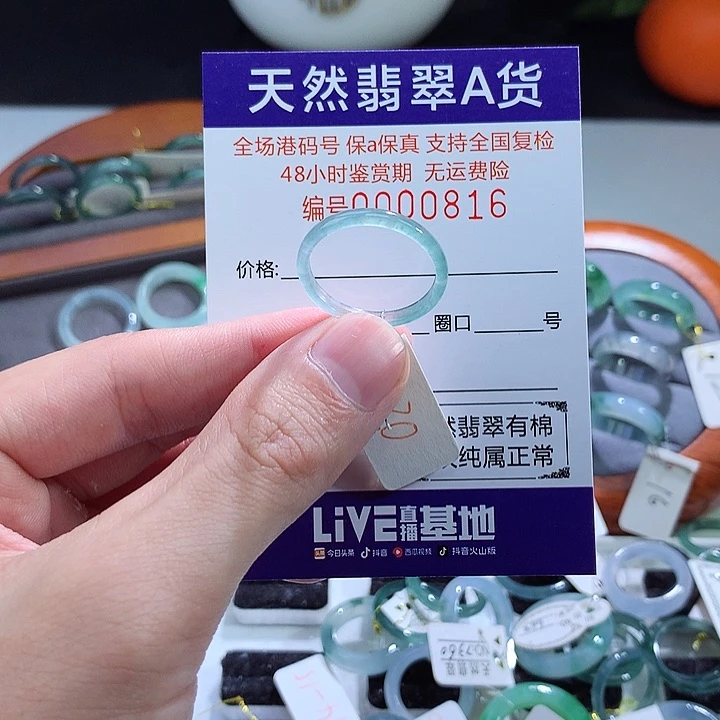 天然翡翠A货
全场港码号 保a保真 支持全国复检
48小时鉴赏期 无运费险
编号0000816
价格:
圈口 号
然翡翠有棉
纯属正常
LiVE直播基地
今日头条 抖音 西瓜视频 抖音火山版